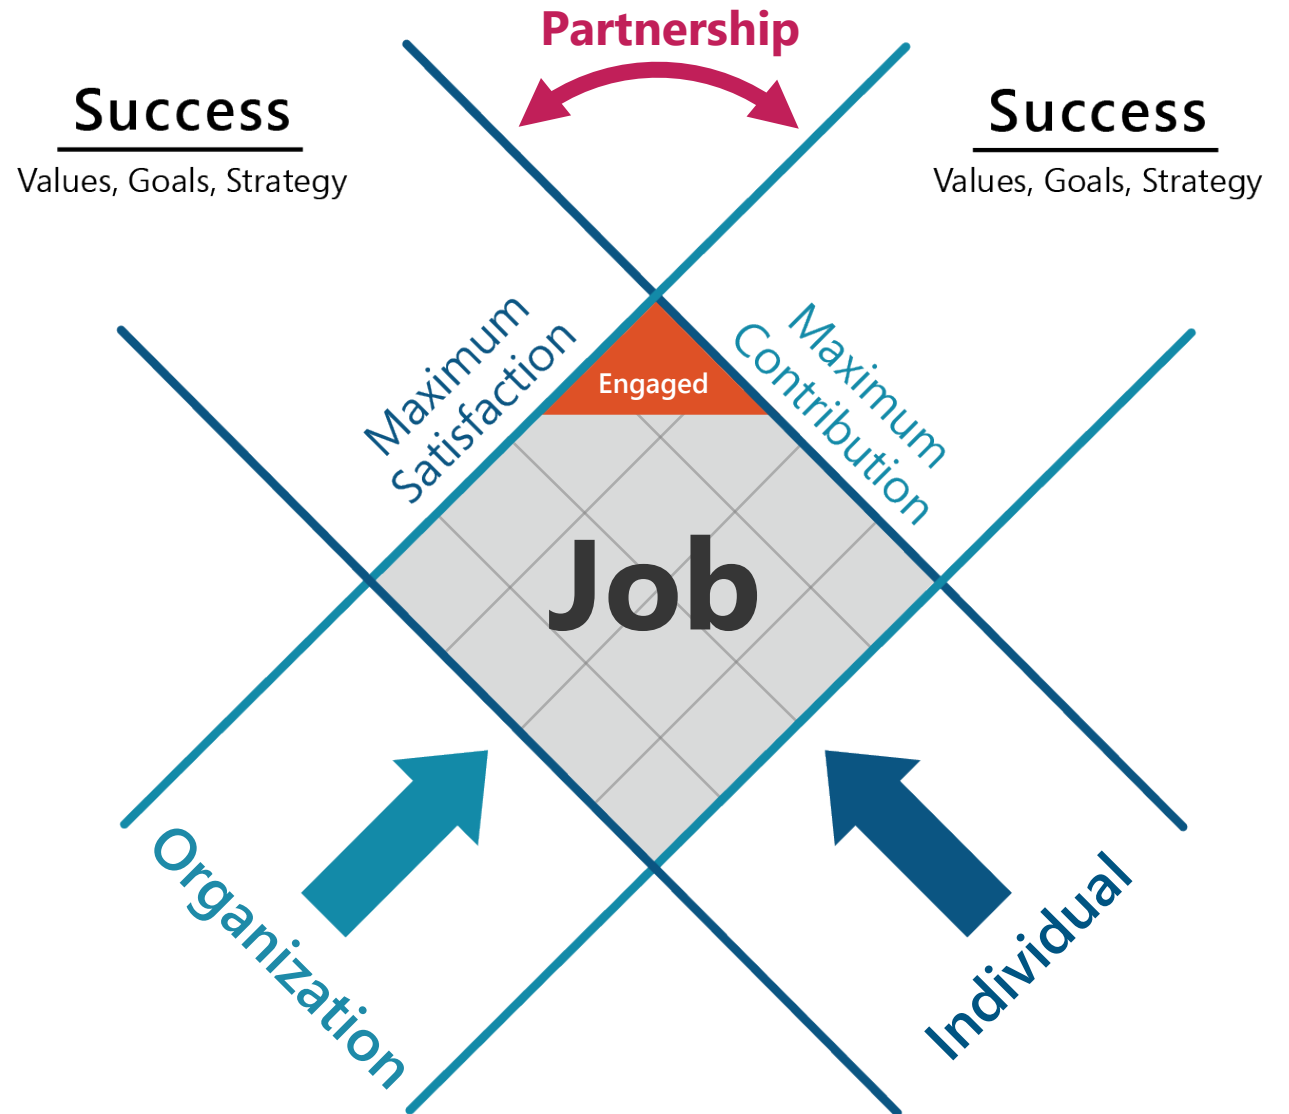 Partnership
Success
Values, Goals, Strategy
Success
Values, Goals, Strategy
Maximum
Satisfaction
Maximum
Contribution
Engaged
Job
Organization
Individual